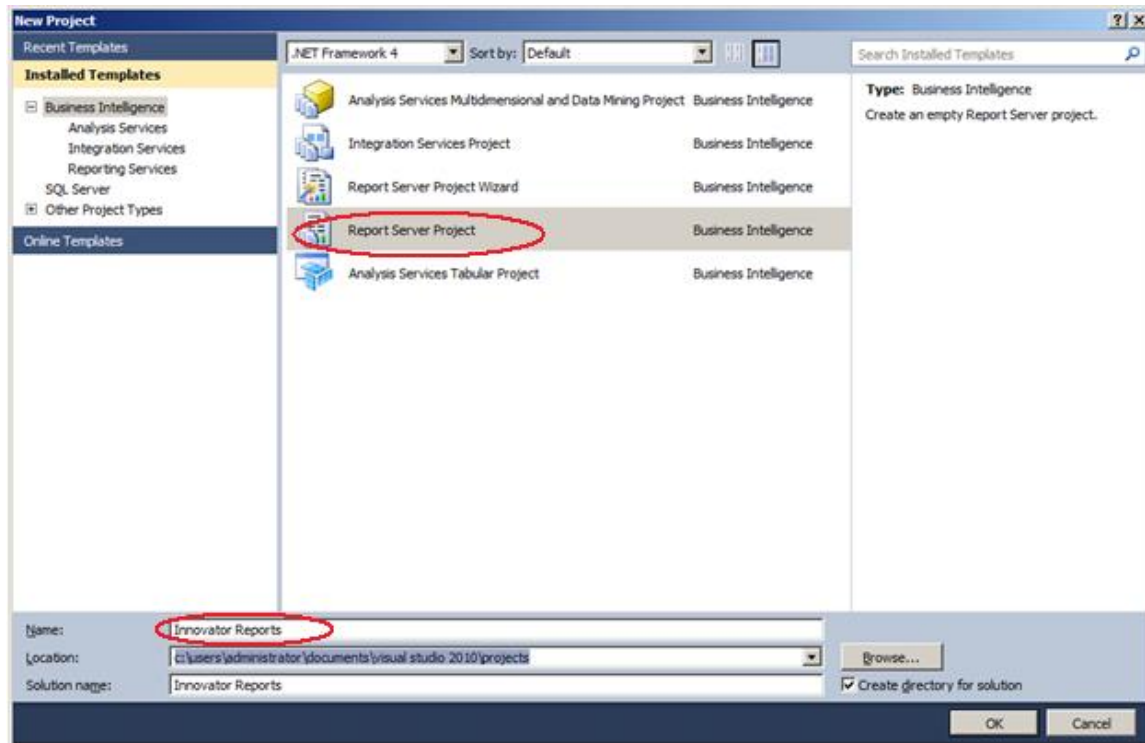 New Project
Recent Templates
Installed Templates
Business Intelligence
Analysis Services
Integration Services
Reporting Services
SQL Server
Other Project Types
Online Templates
.NET Framework 4 Sort by: Default
Analysis Services Multidimensional and Data Mining Project Business Intelligence
Integration Services Project Business Intelligence
Report Server Project Wizard Business Intelligence
Report Server Project Business Intelligence
Analysis Services Tabular Project Business Intelligence
Search Installed Templates
Type: Business Intelligence
Create an empty Report Server project.
Name: Innovator Reports
Location: c:\users\administrator\documents\visual studio 2010\projects
Browse...
Solution name: Innovator Reports
Create directory for solution
OK Cancel